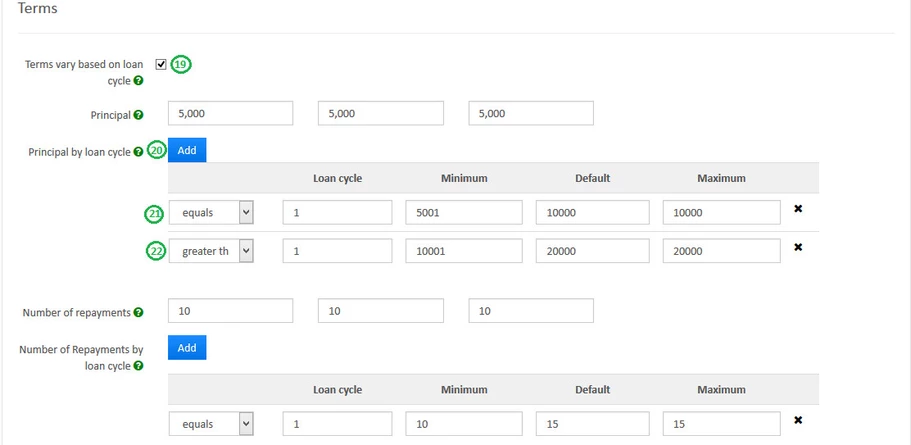 Terms
Terms vary based on loan 19
cycle ?
Principal ? 5,000 5,000 5,000
Principal by loan cycle ? 20 Add
Loan cycle Minimum Default Maximum
21 equals 1 5001 10000 10000 ✖
22 greater th 1 10001 20000 20000 ✖
Number of repayments ? 10 10 10
Number of Repayments by Add
loan cycle ?
Loan cycle Minimum Default Maximum
equals 1 10 15 15 ✖